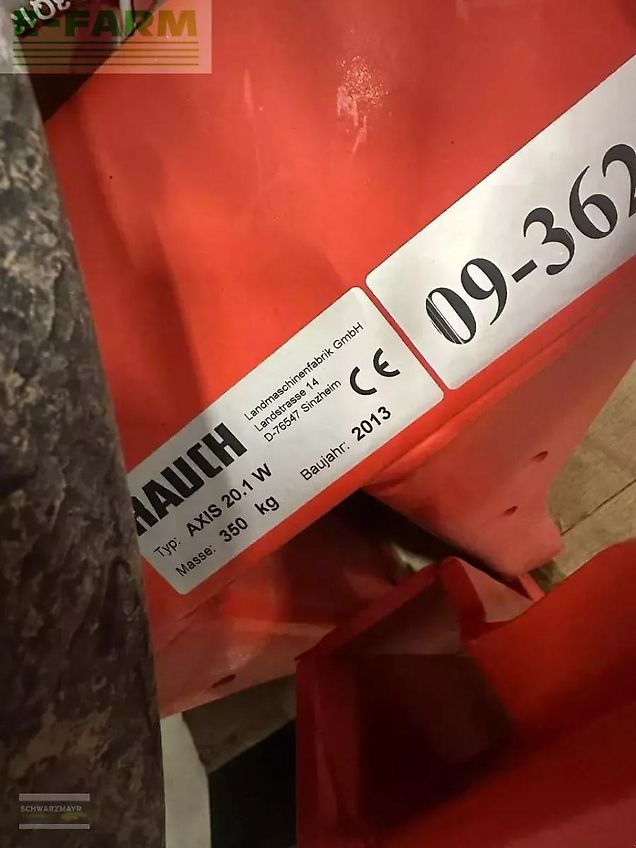 -FARM
RAUCH
Landmaschinenfabrik GmbH
Landstrasse 14
D-76547 Sinzheim
CE
Typ: AXIS 20.1 W
Masse: 350 kg
Baujahr: 2013
09-362
SCHWARZMAYR